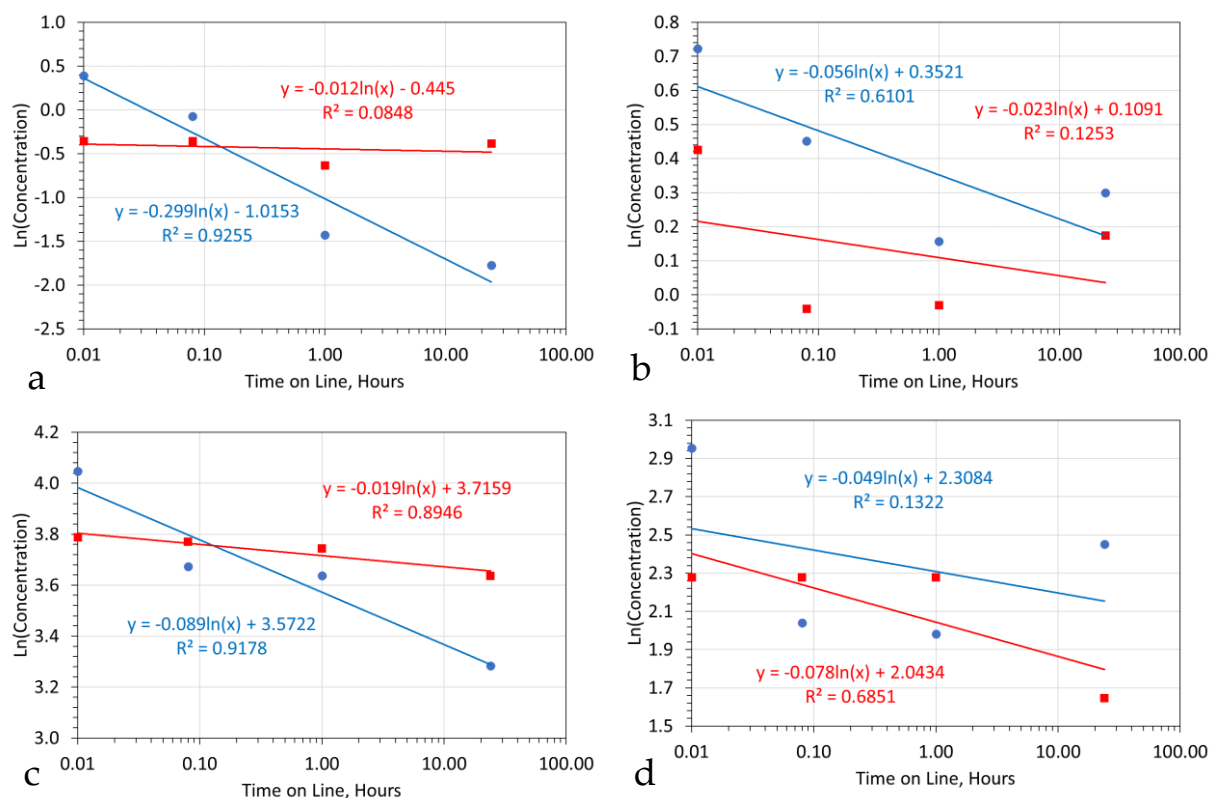 1.0
0.5
0.0
-0.5
-1.0
-1.5
-2.0
-2.5
Ln(Concentration)
y = -0.012ln(x) - 0.445
R² = 0.0848
y = -0.299ln(x) - 1.0153
R² = 0.9255
0.01 0.10 1.00 10.00 100.00
Time on Line, Hours
a
0.8
0.7
0.6
0.5
0.4
0.3
0.2
0.1
0.0
-0.1
Ln(Concentration)
y = -0.056ln(x) + 0.3521
R² = 0.6101
y = -0.023ln(x) + 0.1091
R² = 0.1253
0.01 0.10 1.00 10.00 100.00
Time on Line, Hours
b
4.2
4.0
3.8
3.6
3.4
3.2
3.0
Ln(Concentration)
y = -0.019ln(x) + 3.7159
R² = 0.8946
y = -0.089ln(x) + 3.5722
R² = 0.9178
0.01 0.10 1.00 10.00 100.00
Time on Line, Hours
c
3.1
2.9
2.7
2.5
2.3
2.1
1.9
1.7
1.5
Ln(Concentration)
y = -0.049ln(x) + 2.3084
R² = 0.1322
y = -0.078ln(x) + 2.0434
R² = 0.6851
0.01 0.10 1.00 10.00 100.00
Time on Line, Hours
d